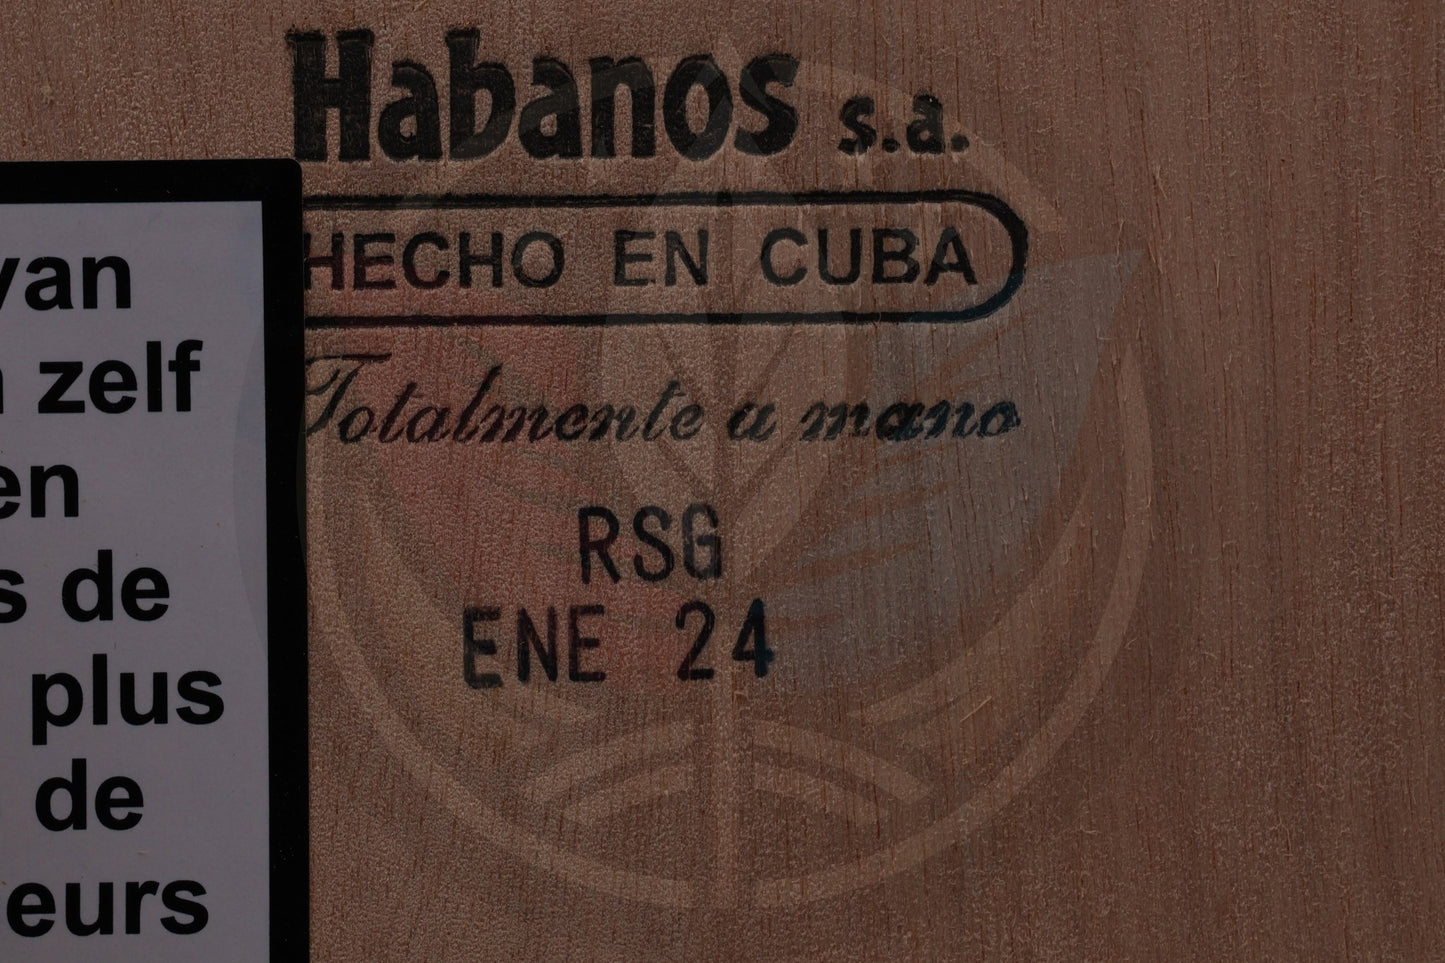 Habanos s.a.
HECHO EN CUBA
Totalmente a mano
RSG
ENE 24
van
zelf
en
de
plus
de
eurs